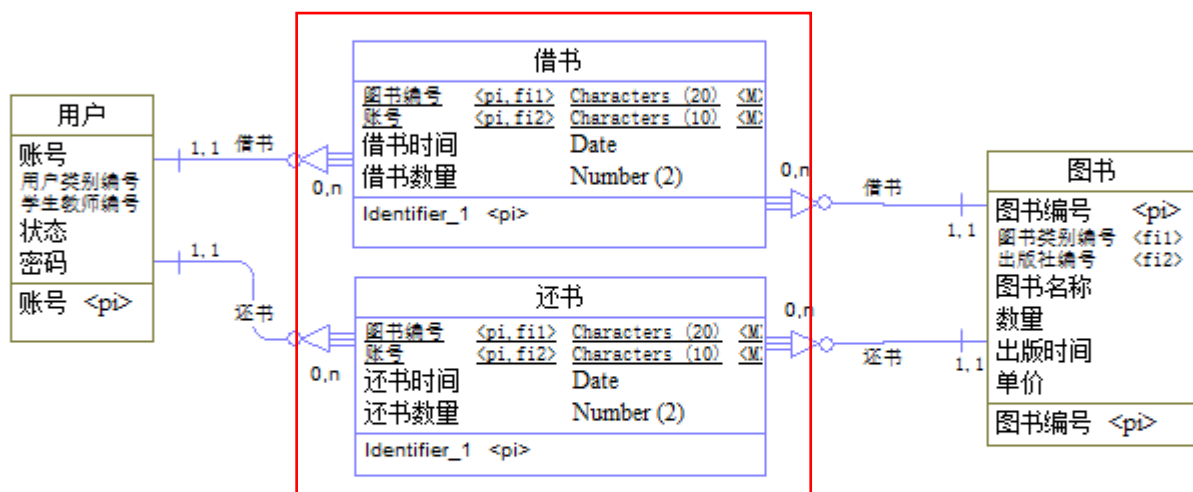 用户
账号
用户类别编号
学生教师编号
状态
密码
账号 <pi>
1,1
借书
0,n
1,1
还书
0,n
借书
图书编号 <pi,fi1> Characters (20) <M>
账号 <pi,fi2> Characters (10) <M>
借书时间 Date
借书数量 Number (2)
Identifier_1 <pi>
还书
图书编号 <pi,fi1> Characters (20) <M
账号 <pi,fi2> Characters (10) <M
还书时间 Date
还书数量 Number (2)
Identifier_1 <pi>
0,n
借书
1,1
0,n
还书
1,1
图书
图书编号 <pi>
图书类别编号 <fi1>
出版社编号 <fi2>
图书名称
数量
出版时间
单价
图书编号 <pi>